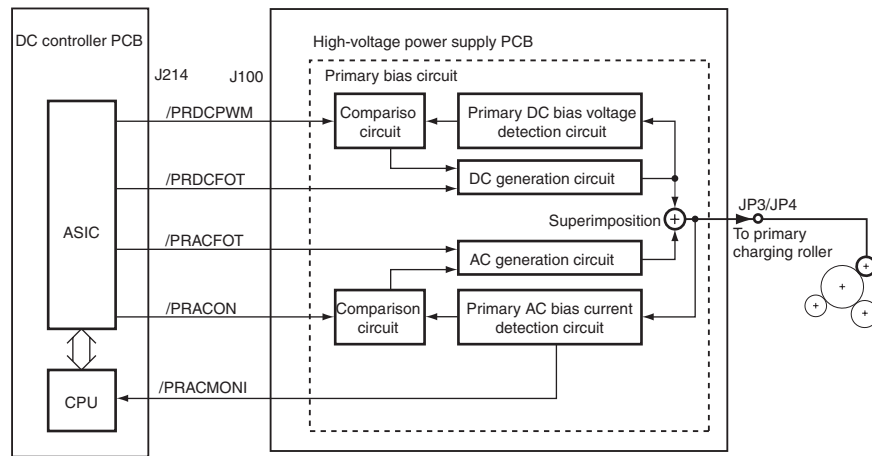 DC controller PCB
High-voltage power supply PCB
J214
J100
Primary bias circuit
/PRDCPWM
Compariso
circuit
Primary DC bias voltage
detection circuit
/PRDCFOT
DC generation circuit
ASIC
Superimposition
JP3/JP4
To primary
charging roller
/PRACFOT
AC generation circuit
/PRACON
Comparison
circuit
Primary AC bias current
detection circuit
CPU
/PRACMONI